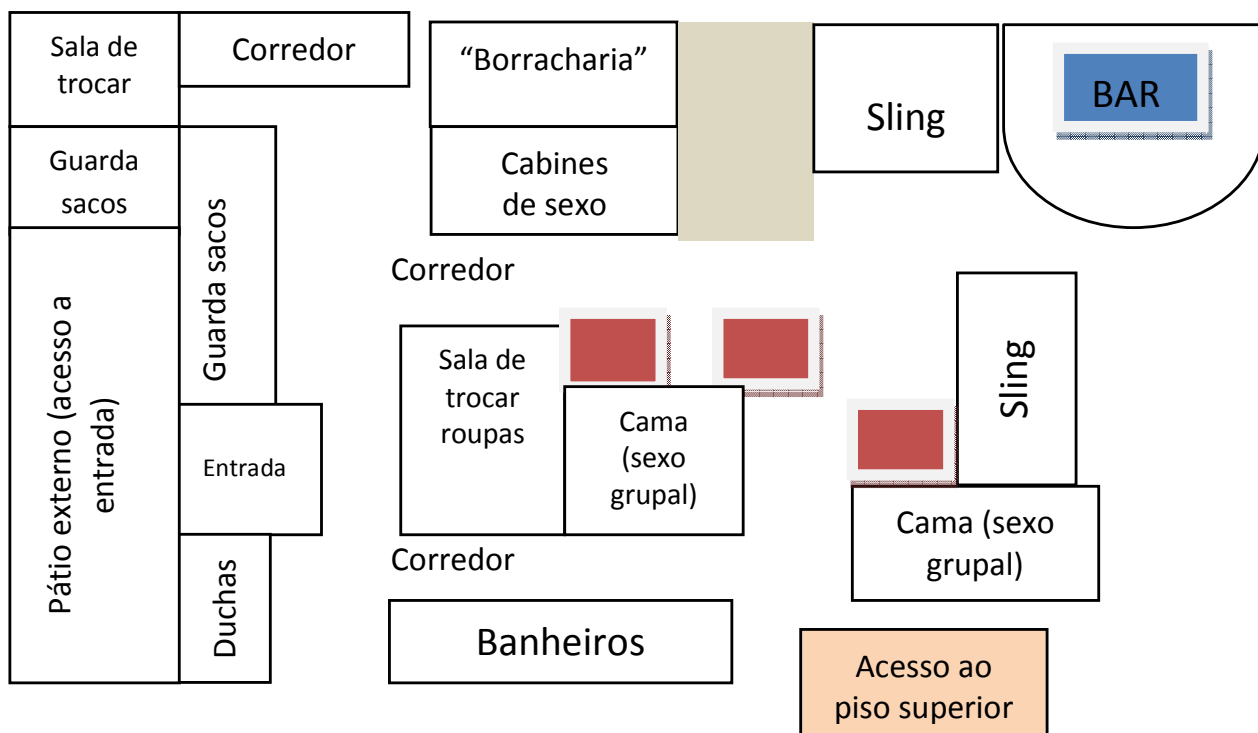 Sala de
trocar
Corredor
“Borracharia”
Sling
BAR
Guarda
sacos
Guarda sacos
Cabines
de sexo
Corredor
Pátio externo (acesso a
entrada)
Entrada
Duchas
Sala de
trocar
roupas
Cama
(sexo
grupal)
Sling
Cama (sexo
grupal)
Corredor
Banheiros
Acesso ao
piso superior